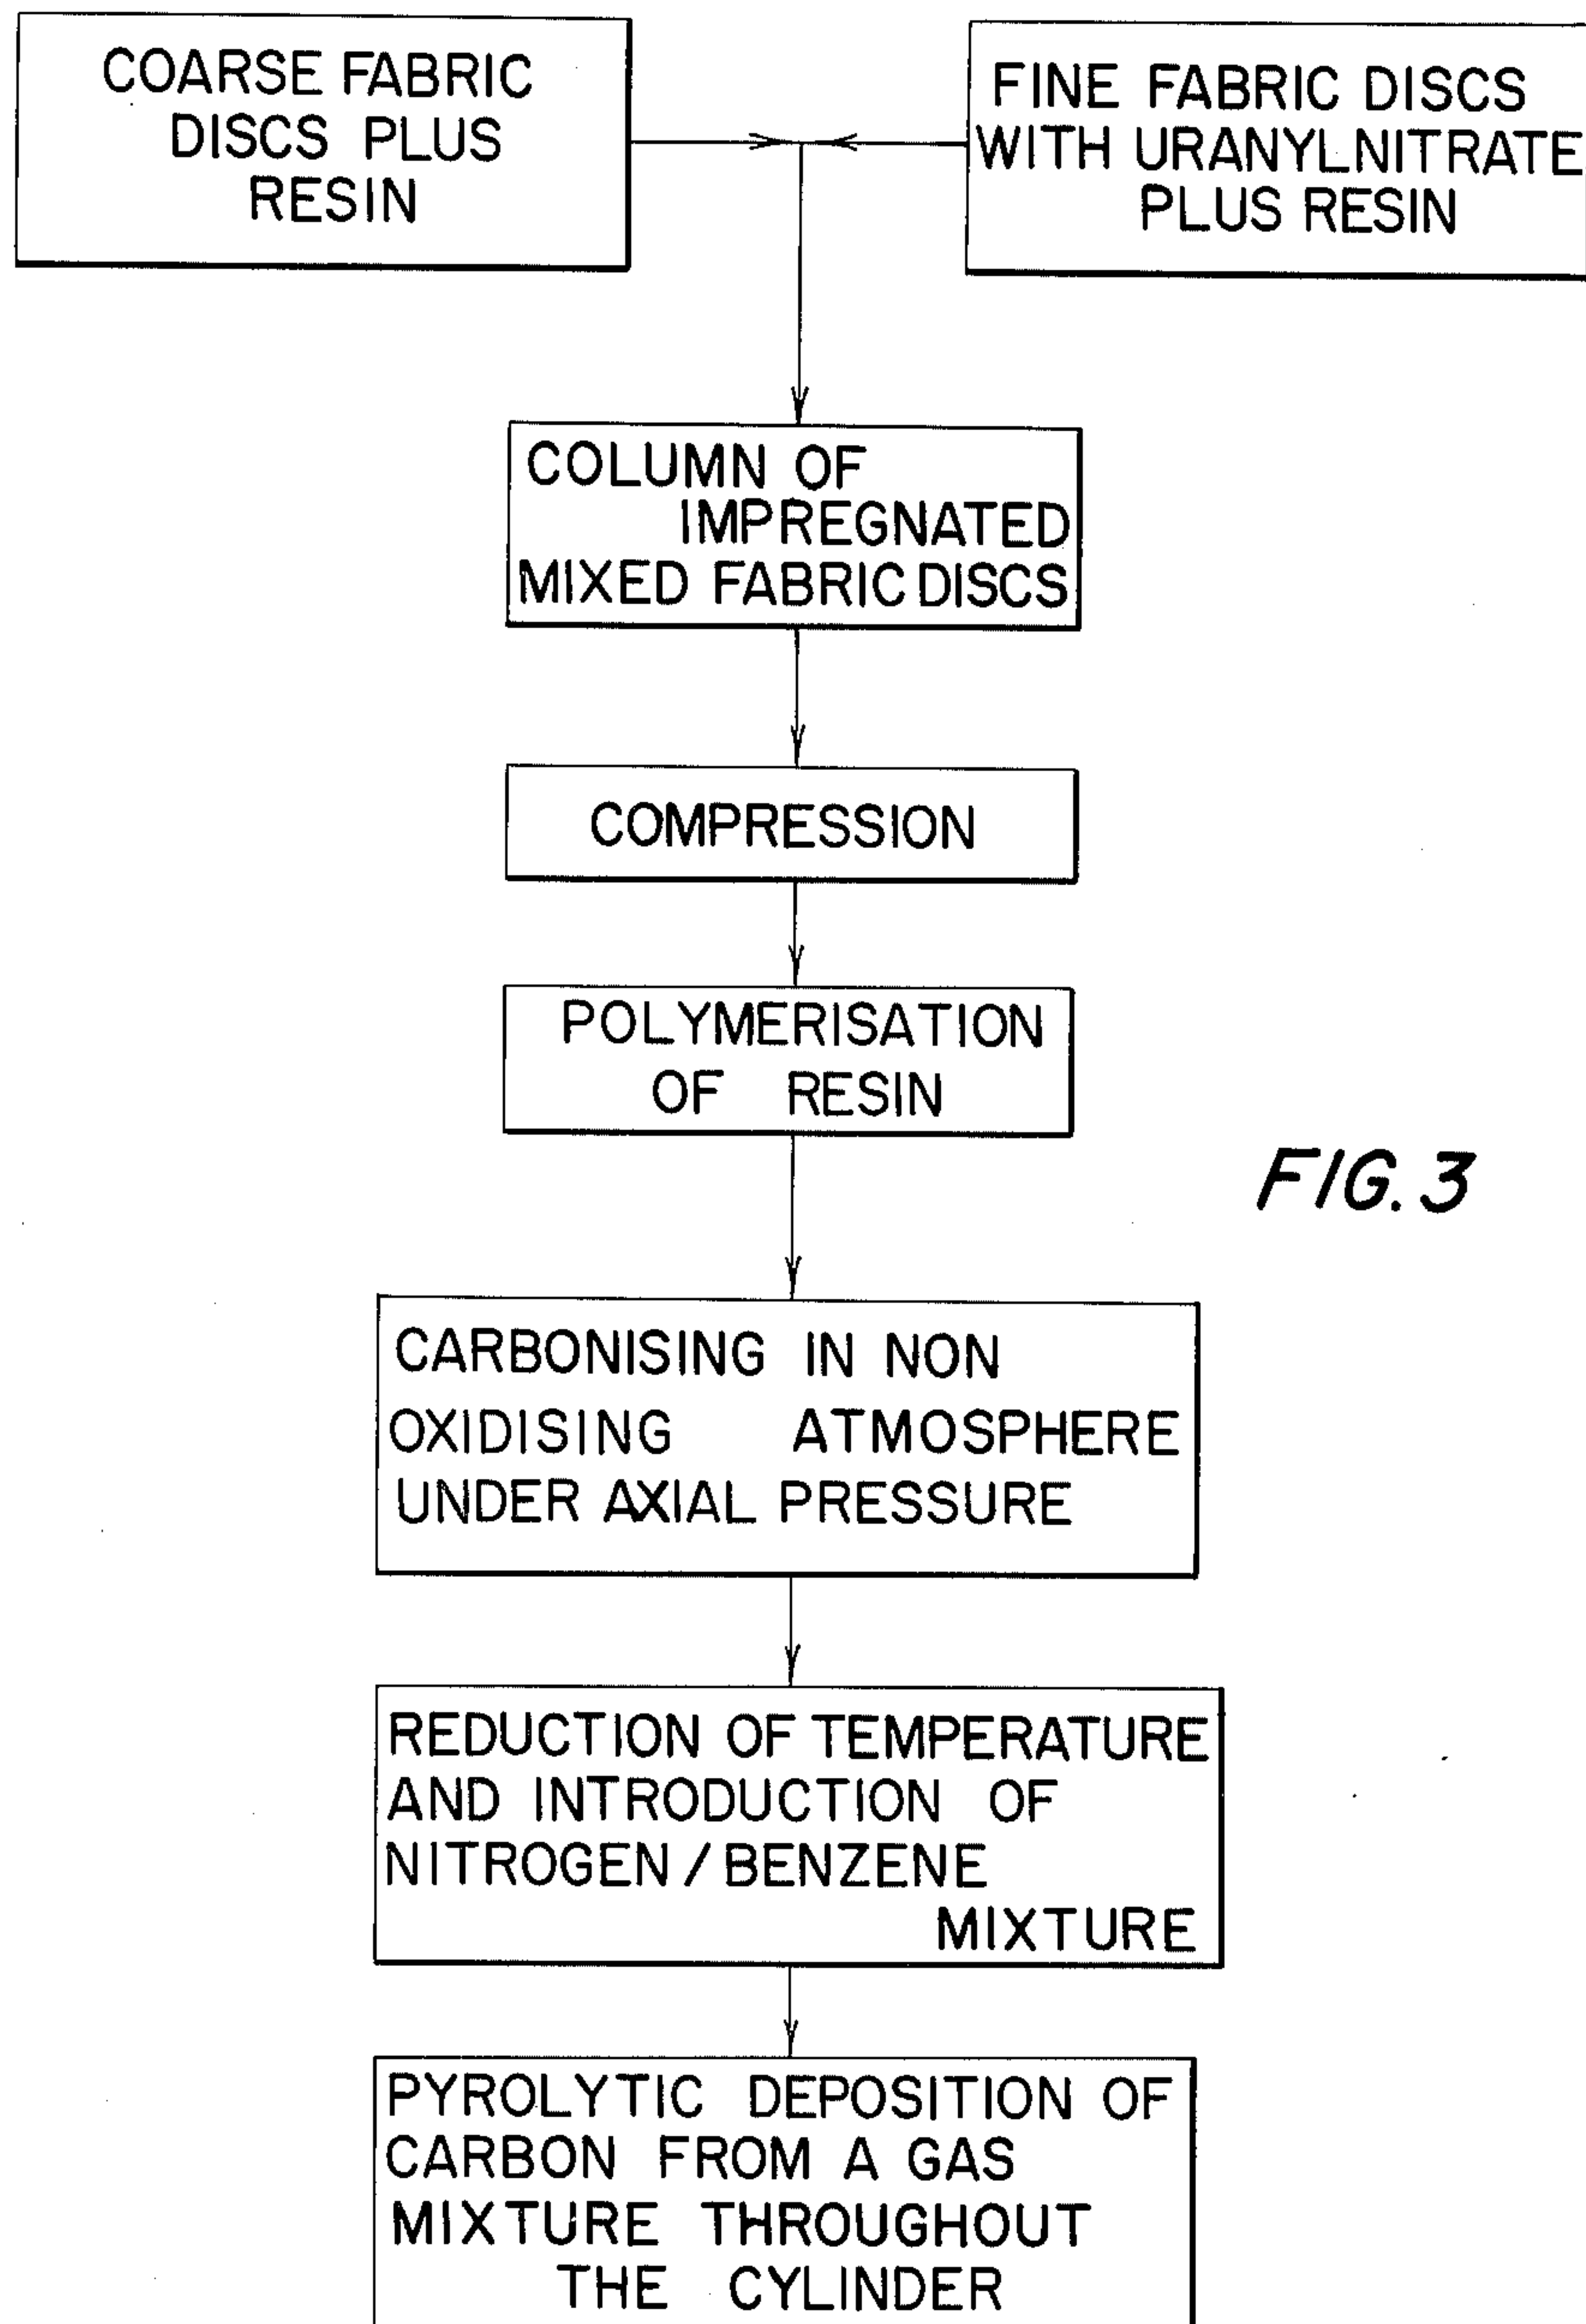 COARSE FABRIC
DISCS PLUS
RESIN
FINE FABRIC DISCS
WITH URANYLNITRATE
PLUS RESIN
COLUMN OF
IMPREGNATED
MIXED FABRIC DISCS
COMPRESSION
POLYMERISATION
OF RESIN
FIG. 3
CARBONISING IN NON
OXIDISING ATMOSPHERE
UNDER AXIAL PRESSURE
REDUCTION OF TEMPERATURE
AND INTRODUCTION OF
NITROGEN / BENZENE
MIXTURE
PYROLYTIC DEPOSITION OF
CARBON FROM A GAS
MIXTURE THROUGHOUT
THE CYLINDER